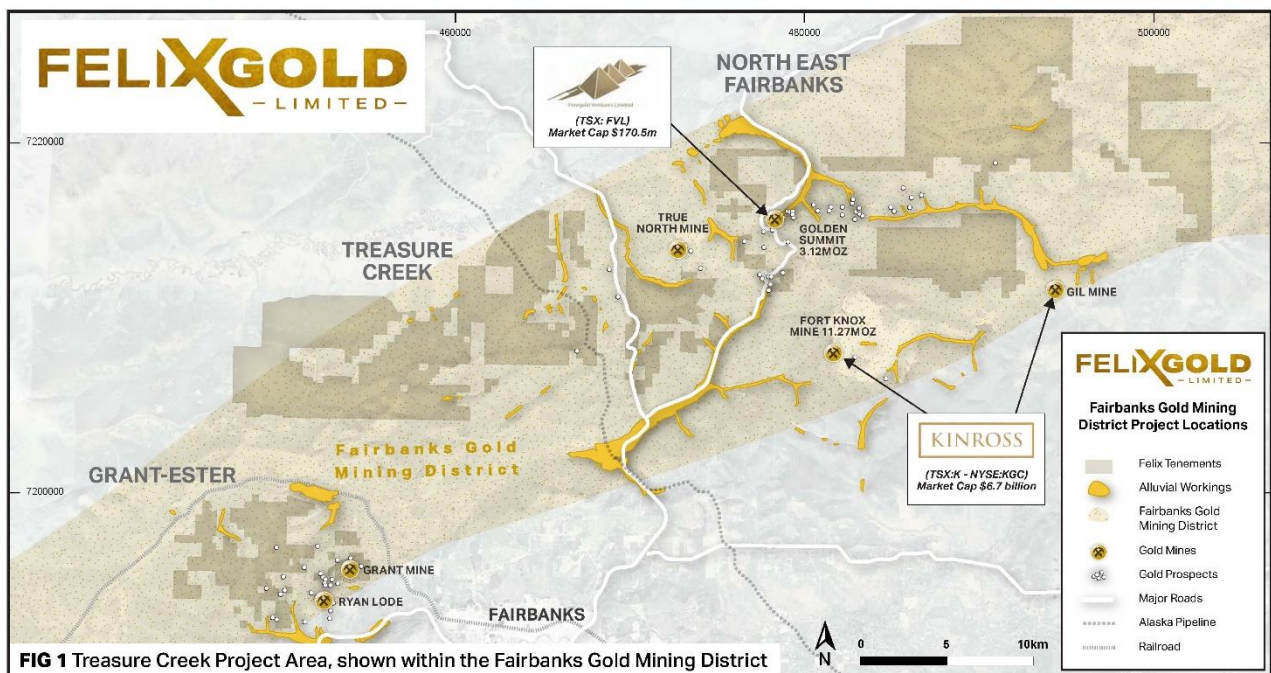 FELIXGOLD
LIMITED
460000
480000
500000
7220000
7200000
Freegold Ventures Limited
(TSX: FVL)
Market Cap $170.5m
NORTH EAST
FAIRBANKS
TRUE
NORTH MINE
GOLDEN
SUMMIT
3.12MOZ
TREASURE
CREEK
GIL MINE
FORT KNOX
MINE 11.27MOZ
KINROSS
(TSX:K - NYSE:KGC)
Market Cap $6.7 billion
Fairbanks Gold
Mining District
GRANT-ESTER
GRANT MINE
RYAN LODE
FAIRBANKS
FELIXGOLD
LIMITED
Fairbanks Gold Mining
District Project Locations
Felix Tenements
Alluvial Workings
Fairbanks Gold
Mining District
Gold Mines
Gold Prospects
Major Roads
Alaska Pipeline
Railroad
N
0 5 10km
FIG 1 Treasure Creek Project Area, shown within the Fairbanks Gold Mining District